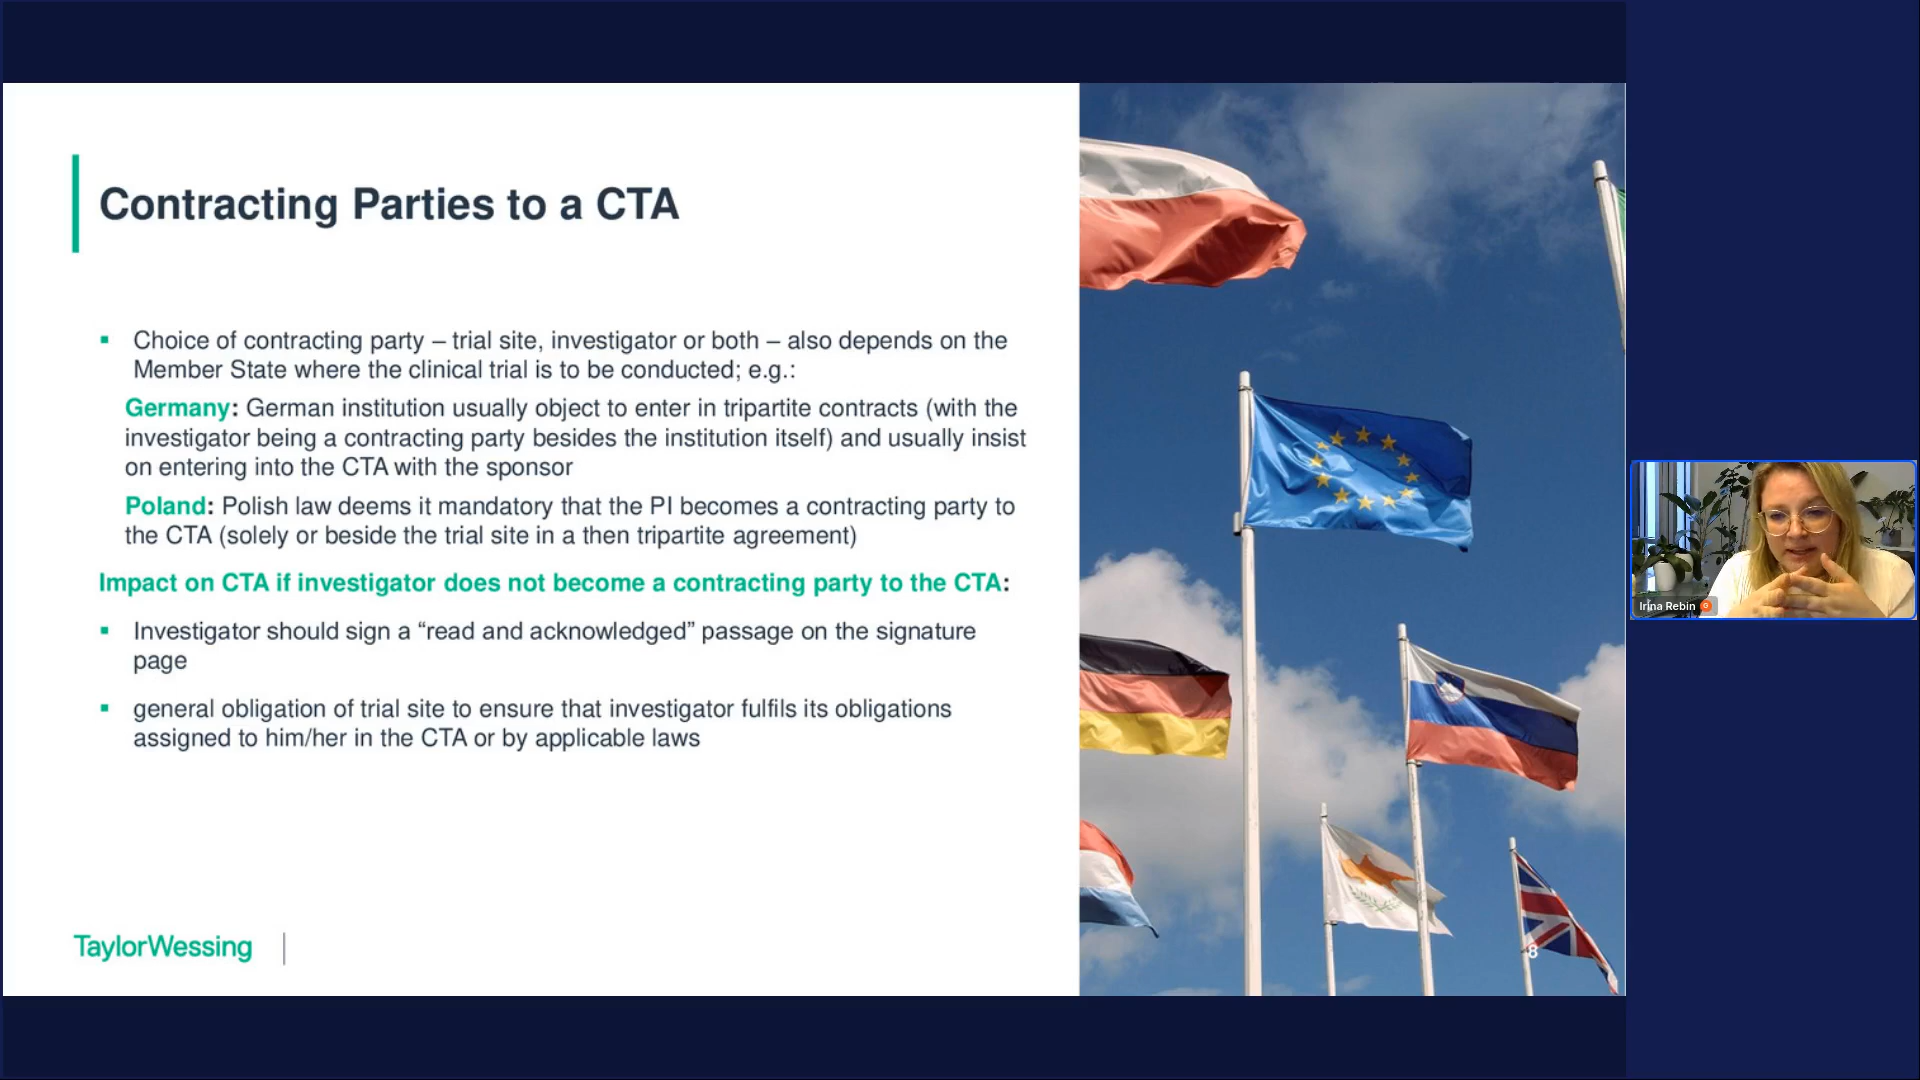 Contracting Parties to a CTA
▪ Choice of contracting party – trial site, investigator or both – also depends on the
Member State where the clinical trial is to be conducted; e.g.:
Germany: German institution usually object to enter in tripartite contracts (with the
investigator being a contracting party besides the institution itself) and usually insist
on entering into the CTA with the sponsor
Poland: Polish law deems it mandatory that the PI becomes a contracting party to
the CTA (solely or beside the trial site in a then tripartite agreement)
Impact on CTA if investigator does not become a contracting party to the CTA:
▪ Investigator should sign a “read and acknowledged” passage on the signature
page
▪ general obligation of trial site to ensure that investigator fulfils its obligations
assigned to him/her in the CTA or by applicable laws
TaylorWessing
8
Irina Rebin